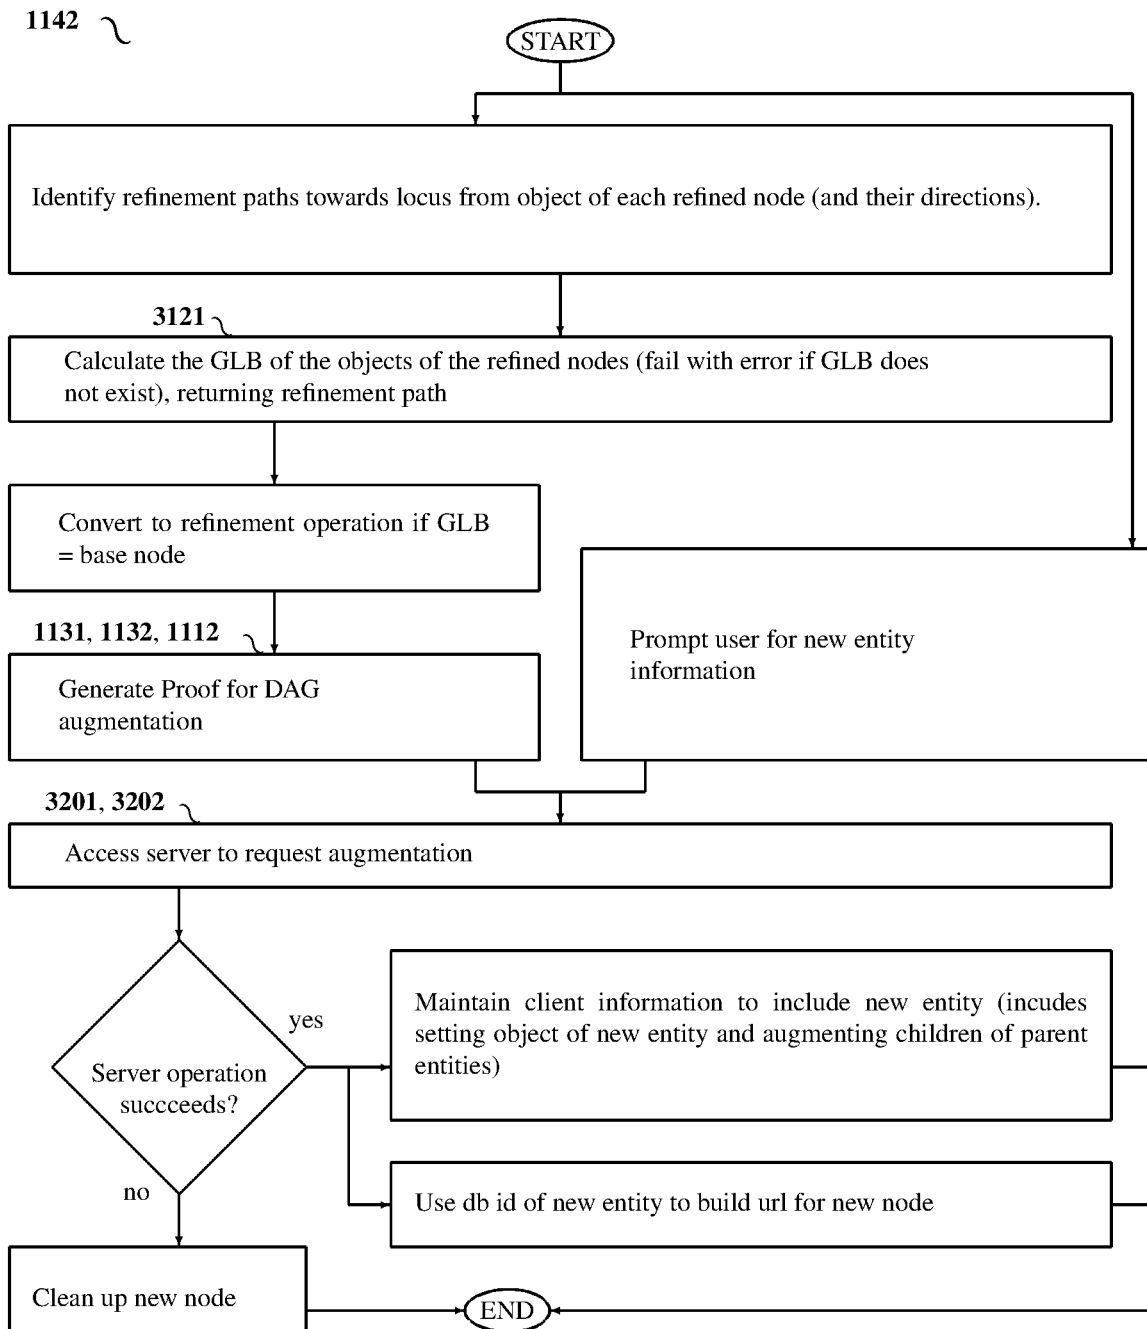 1142
START
Identify refinement paths towards locus from object of each refined node (and their directions).
3121
Calculate the GLB of the objects of the refined nodes (fail with error if GLB does
not exist), returning refinement path
Convert to refinement operation if GLB
= base node
1131, 1132, 1112
Generate Proof for DAG
augmentation
Prompt user for new entity
information
3201, 3202
Access server to request augmentation
Server operation
succceeds?
yes
no
Maintain client information to include new entity (incudes
setting object of new entity and augmenting children of parent
entities)
Use db id of new entity to build url for new node
Clean up new node
END